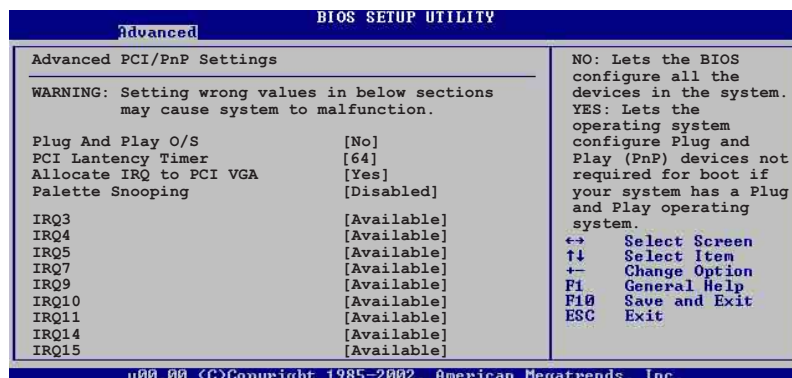 BIOS SETUP UTILITY
Advanced
Advanced PCI/PnP Settings
WARNING: Setting wrong values in below sections
may cause system to malfunction.
Plug And Play O/S [No]
PCI Lantency Timer [64]
Allocate IRQ to PCI VGA [Yes]
Palette Snooping [Disabled]
IRQ3 [Available]
IRQ4 [Available]
IRQ5 [Available]
IRQ7 [Available]
IRQ9 [Available]
IRQ10 [Available]
IRQ11 [Available]
IRQ14 [Available]
IRQ15 [Available]
NO: Lets the BIOS
configure all the
devices in the system.
YES: Lets the
operating system
configure Plug and
Play (PnP) devices not
required for boot if
your system has a Plug
and Play operating
system.
↔ Select Screen
↑↓ Select Item
+- Change Option
F1 General Help
F10 Save and Exit
ESC Exit
v00.00 (C)Copyright 1985-2002, American Megatrends, Inc